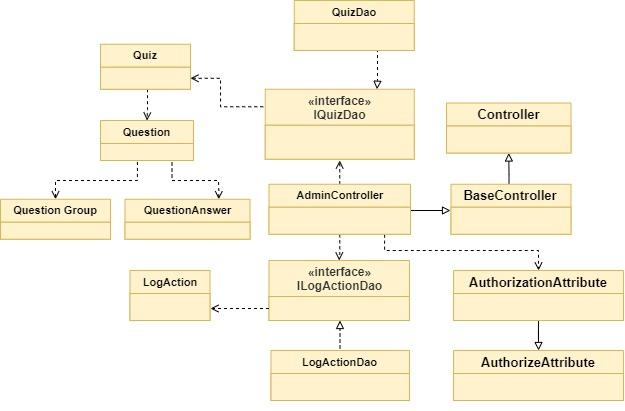 QuizDao
Quiz
«interface»
IQuizDao
Controller
Question
AdminController
BaseController
Question Group
QuestionAnswer
«interface»
ILogActionDao
LogAction
AuthorizationAttribute
LogActionDao
AuthorizeAttribute